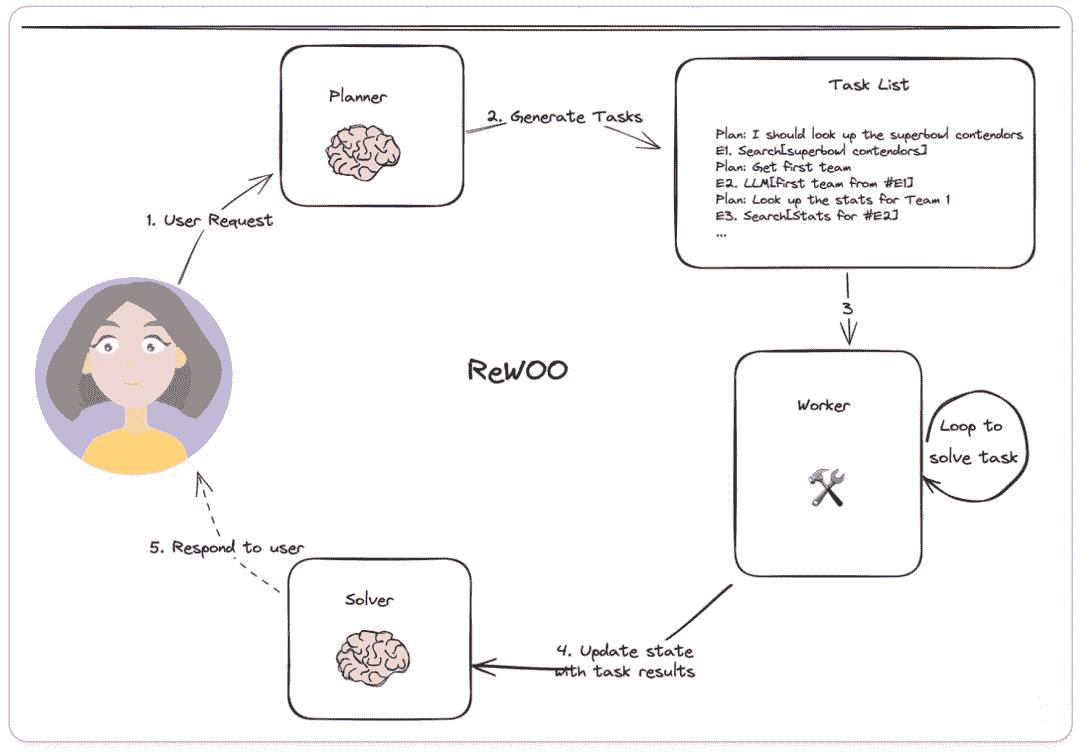 Planner
2. Generate Tasks
Task List
Plan: I should look up the superbowl contendors
E1. Search[superbowl contendors]
Plan: Get first team
E2. LLM[first team from #E1]
Plan: Look up the stats for Team 1
E3. Search[Stats for #E2]
...
1. User Request
3
ReWOO
Worker
Loop to
solve task
5. Respond to user
Solver
4. Update state
with task results